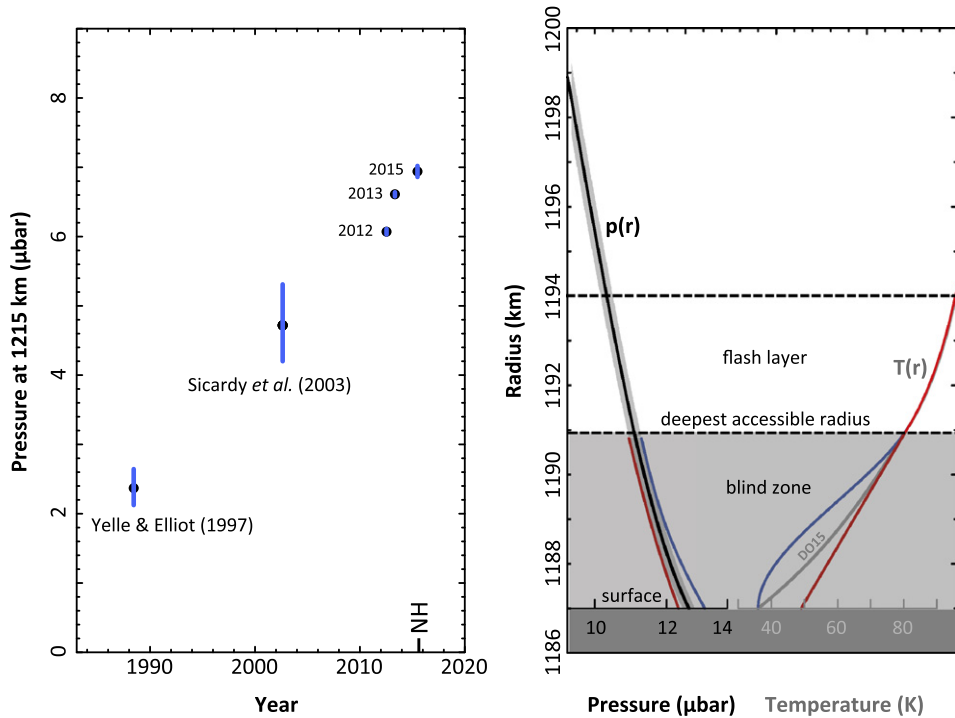 Pressure at 1215 km (μbar)
8
6
4
2
0
2015
2013
2012
Sicardy et al. (2003)
Yelle & Elliot (1997)
NH
1990
2000
2010
2020
Year
Radius (km)
1200
1198
1196
1194
1192
1190
1188
1186
p(r)
flash layer
T(r)
deepest accessible radius
blind zone
DO15
surface
10
12
14
40
60
80
Pressure (μbar)
Temperature (K)